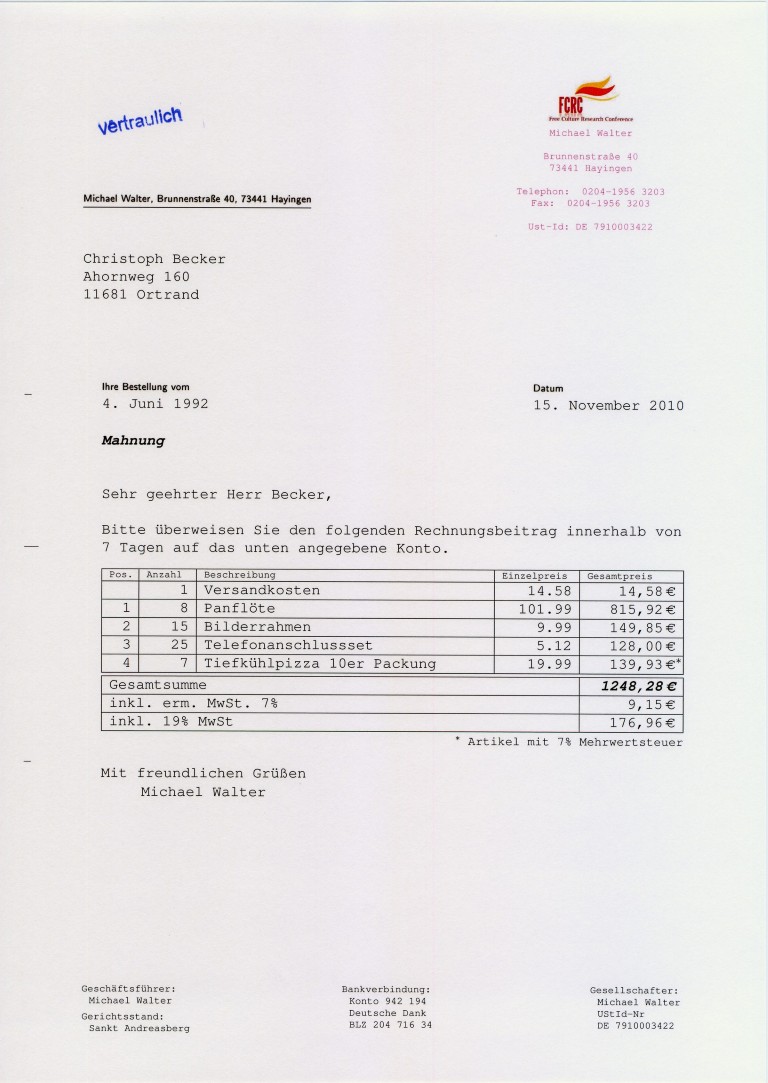 vertraulich
FCRC
Free Culture Research Conference
Michael Walter
Brunnenstraße 40
73441 Hayingen
Telephon: 0204-1956 3203
Fax: 0204-1956 3203
Ust-Id: DE 7910003422
Michael Walter, Brunnenstraße 40, 73441 Hayingen
Christoph Becker
Ahornweg 160
11681 Ortrand
Ihre Bestellung vom Datum
4. Juni 1992 15. November 2010
Mahnung
Sehr geehrter Herr Becker,
Bitte überweisen Sie den folgenden Rechnungsbeitrag innerhalb von
7 Tagen auf das unten angegebene Konto.
Pos. Anzahl Beschreibung Einzelpreis Gesamtpreis
1 Versandkosten 14.58 14,58€
1 8 Panflöte 101.99 815,92€
2 15 Bilderrahmen 9.99 149,85€
3 25 Telefonanschlussset 5.12 128,00€
4 7 Tiefkühlpizza 10er Packung 19.99 139,93€*
Gesamtsumme 1248,28€
inkl. erm. MwSt. 7% 9,15€
inkl. 19% MwSt 176,96€
* Artikel mit 7% Mehrwertsteuer
Mit freundlichen Grüßen
Michael Walter
Geschäftsführer:
Michael Walter
Gerichtsstand:
Sankt Andreasberg
Bankverbindung:
Konto 942 194
Deutsche Dank
BLZ 204 716 34
Gesellschafter:
Michael Walter
UStId-Nr
DE 7910003422